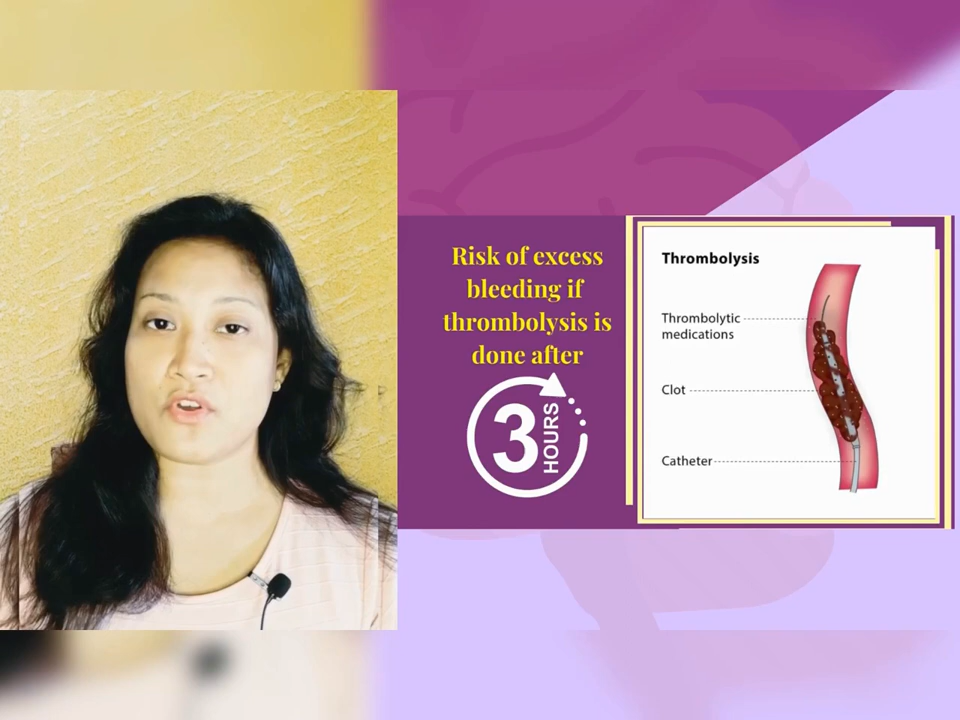 Risk of excess
bleeding if
thrombolysis is
done after
3 HOURS
Thrombolysis
Thrombolytic
medications
Clot
Catheter